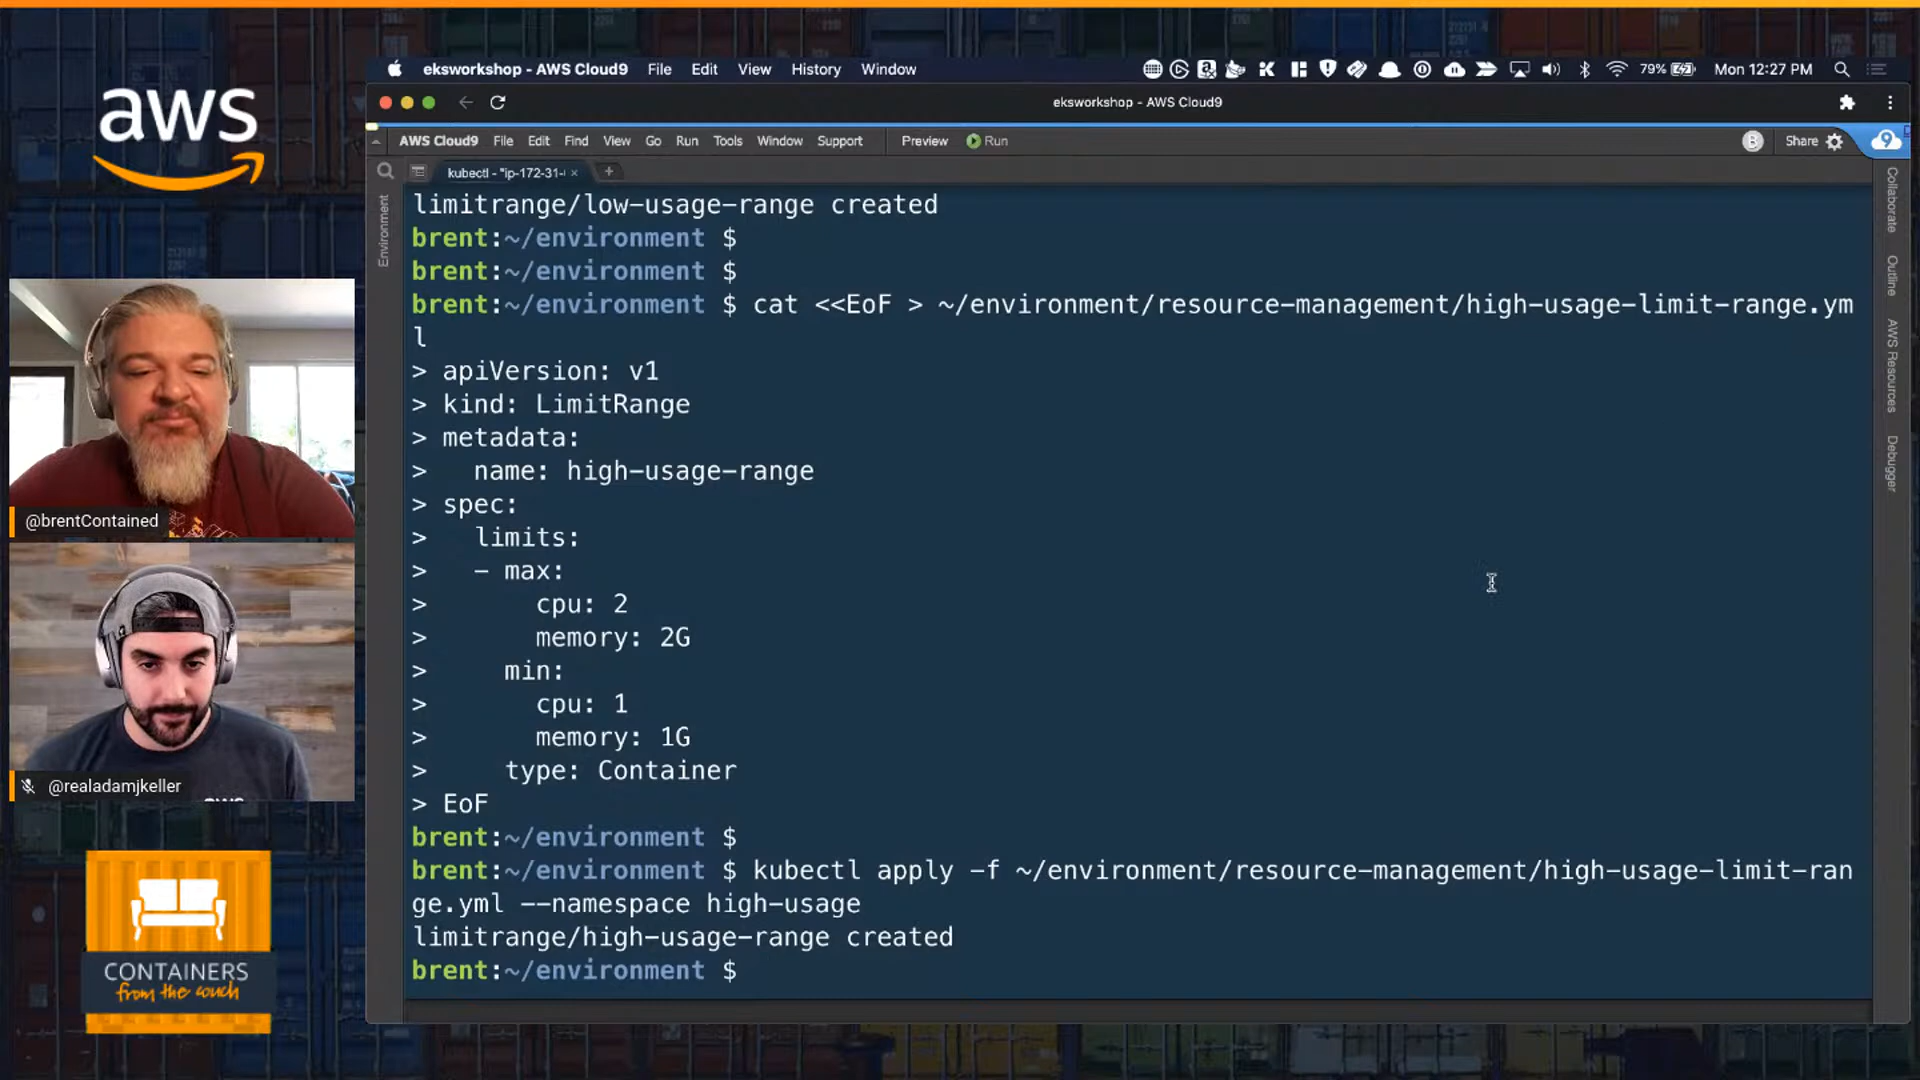 eksworkshop - AWS Cloud9 File Edit View History Window 79% Mon 12:27 PM
eksworkshop - AWS Cloud9
AWS Cloud9 File Edit Find View Go Run Tools Window Support Preview Run B Share 9
kubectl - "ip-172-31- × +
aws
limitrange/low-usage-range created
brent:~/environment $
brent:~/environment $
brent:~/environment $ cat <<EoF > ~/environment/resource-management/high-usage-limit-range.ym
l
> apiVersion: v1
> kind: LimitRange
> metadata:
>   name: high-usage-range
> spec:
>   limits:
>   - max:
>       cpu: 2
>       memory: 2G
>     min:
>       cpu: 1
>       memory: 1G
>     type: Container
> EoF
brent:~/environment $
brent:~/environment $ kubectl apply -f ~/environment/resource-management/high-usage-limit-ran
ge.yml --namespace high-usage
limitrange/high-usage-range created
brent:~/environment $
Environment
Collaborate
Outline
AWS Resources
Debugger
@brentContained
@realadamjkeller
CONTAINERS
from the couch